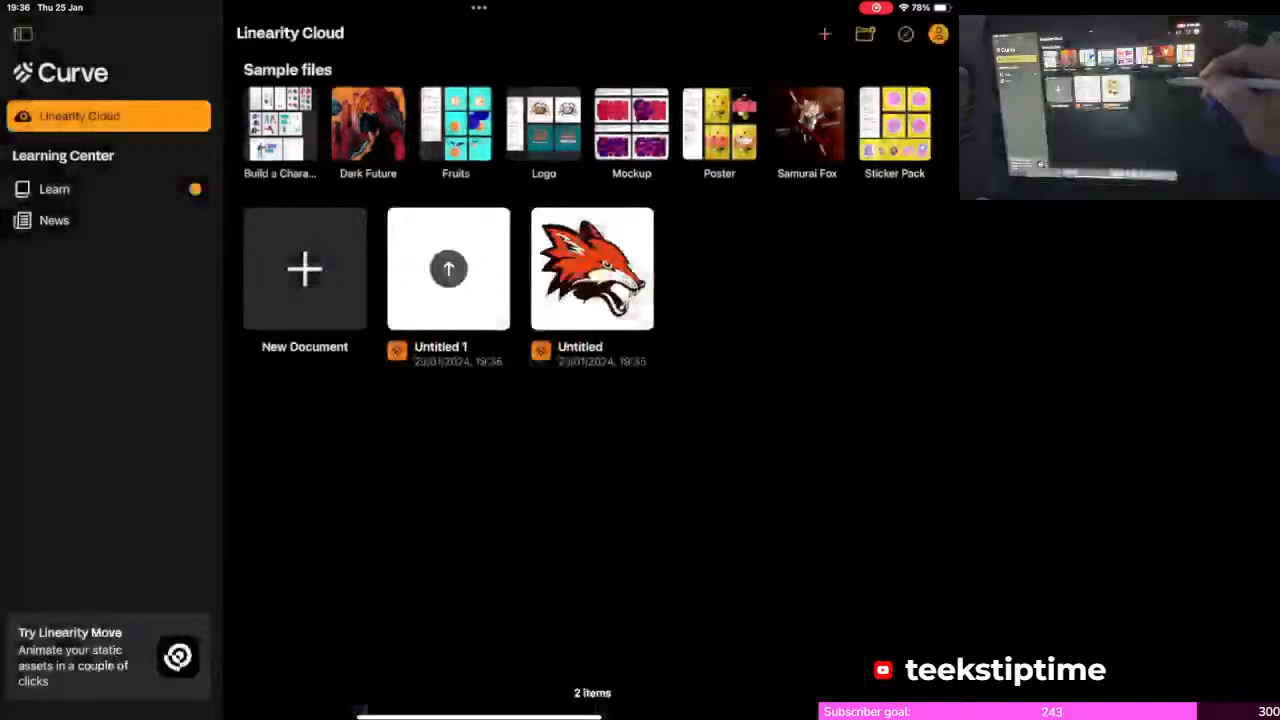 19:36 Thu 25 Jan
78%
Curve
Linearity Cloud
Learning Center
Learn
News
Try Linearity Move
Animate your static
assets in a couple of
clicks
Linearity Cloud
Sample files
Build a Chara...
Dark Future
Fruits
Logo
Mockup
Poster
Samurai Fox
Sticker Pack
New Document
Untitled 1
Untitled
2 items
teekstiptime
Subscriber goal:
243
300